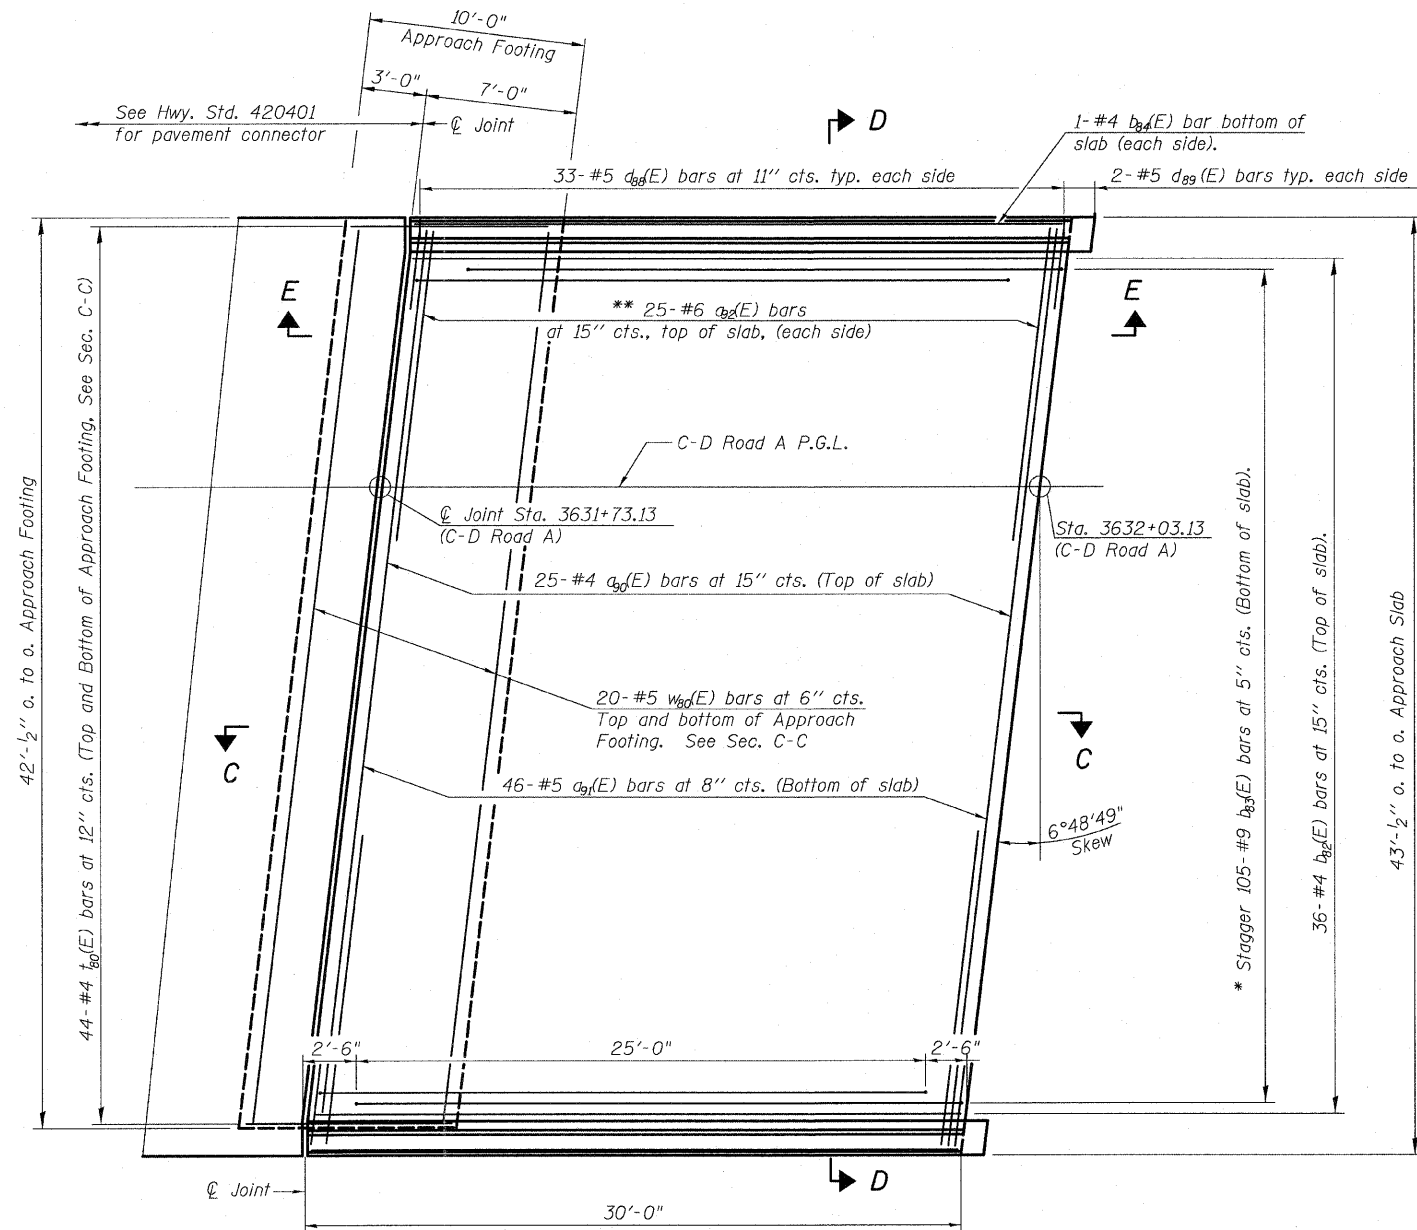 10'-0"
Approach Footing
3'-0"
7'-0"
See Hwy. Std. 420401
for pavement connector
℄ Joint
D
1-#4 b84(E) bar bottom of
slab (each side).
33-#5 d88(E) bars at 11" cts. typ. each side
2-#5 d89(E) bars typ. each side
E
E
** 25-#6 a92(E) bars
at 15" cts., top of slab, (each side)
C-D Road A P.G.L.
℄ Joint Sta. 3631+73.13
(C-D Road A)
Sta. 3632+03.13
(C-D Road A)
25-#4 a90(E) bars at 15" cts. (Top of slab)
42'-½" o. to o. Approach Footing
44-#4 t80(E) bars at 12" cts. (Top and Bottom of Approach Footing, See Sec. C-C)
20-#5 w80(E) bars at 6" cts.
Top and bottom of Approach
Footing. See Sec. C-C
C
C
46-#5 a91(E) bars at 8" cts. (Bottom of slab)
6°48'49"
Skew
* Stagger 105-#9 b83(E) bars at 5" cts. (Bottom of slab).
36-#4 b82(E) bars at 15" cts. (Top of slab).
43'-½" o. to o. Approach Slab
2'-6"
25'-0"
2'-6"
D
℄ Joint
30'-0"